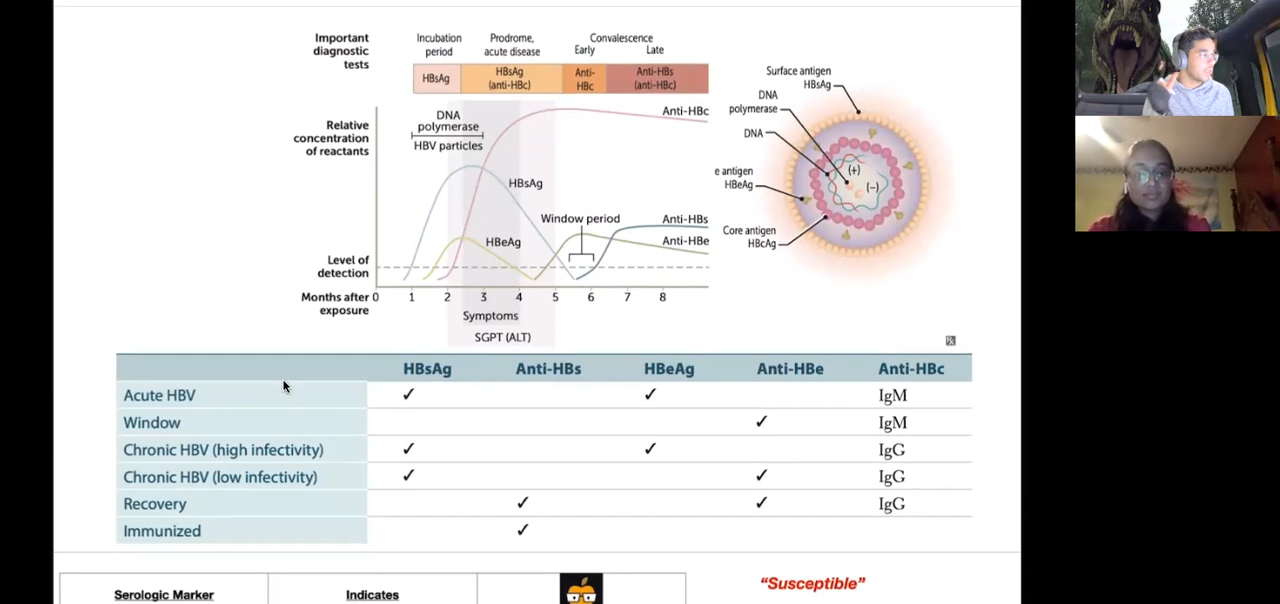 Important
diagnostic
tests
Incubation
period
Prodrome,
acute disease
Convalescence
Early
Late
HBsAg
HBsAg
(anti-HBc)
Anti-
HBc
Anti-HBs
(anti-HBc)
Relative
concentration
of reactants
DNA
polymerase
HBV particles
Anti-HBc
HBsAg
Window period
Anti-HBs
HBeAg
Anti-HBe
Level of
detection
Months after
exposure
0 1 2 3 4 5 6 7 8
Symptoms
SGPT (ALT)
Surface antigen
HBsAg
DNA
polymerase
DNA
(+)
(–)
e antigen
HBeAg
Core antigen
HBcAg
HBsAg Anti-HBs HBeAg Anti-HBe Anti-HBc
Acute HBV ✓ ✓ IgM
Window ✓ IgM
Chronic HBV (high infectivity) ✓ ✓ IgG
Chronic HBV (low infectivity) ✓ ✓ IgG
Recovery ✓ ✓ IgG
Immunized ✓
Serologic Marker Indicates
“Susceptible”